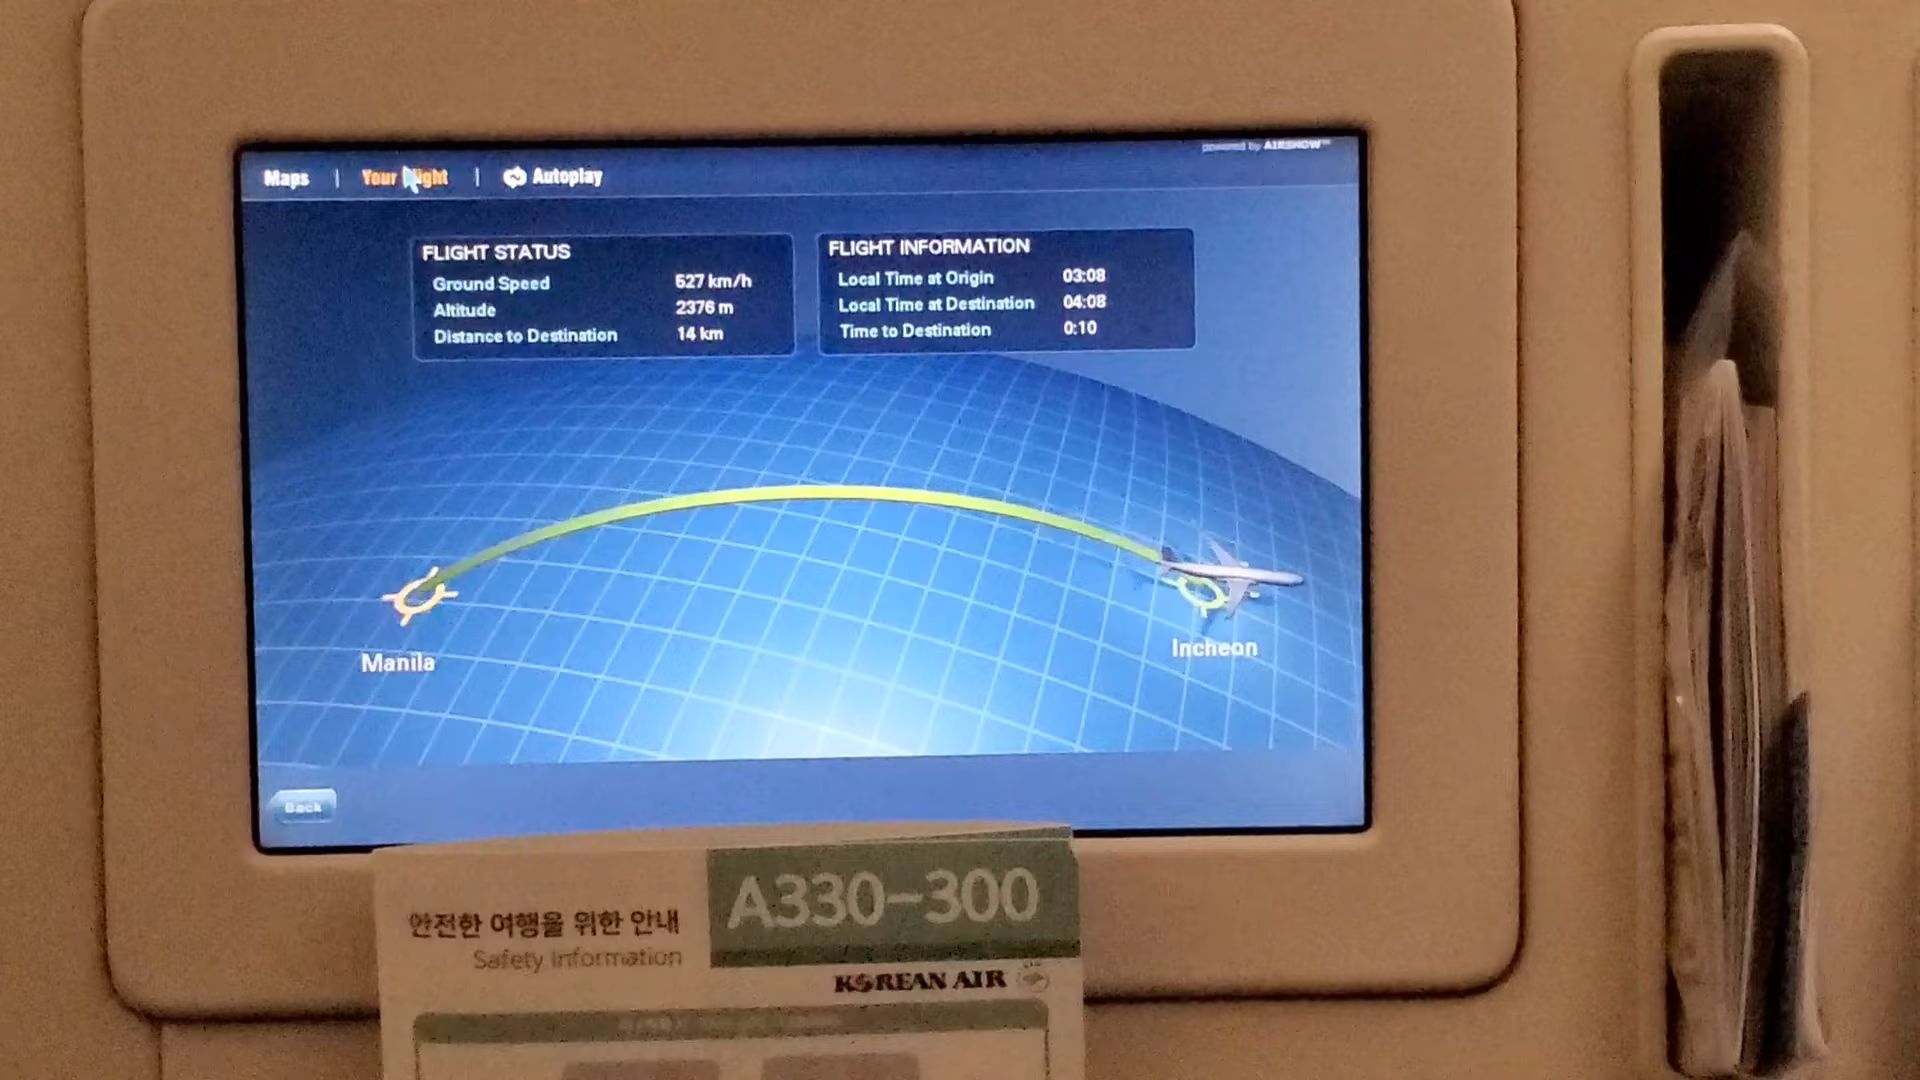 powered by AIRSHOW™
Maps | Your Flight | Autoplay
FLIGHT STATUS
Ground Speed 527 km/h
Altitude 2376 m
Distance to Destination 14 km
FLIGHT INFORMATION
Local Time at Origin 03:08
Local Time at Destination 04:08
Time to Destination 0:10
Manila
Incheon
Back
안전한 여행을 위한 안내
Safety Information
A330-300
KOREAN AIR